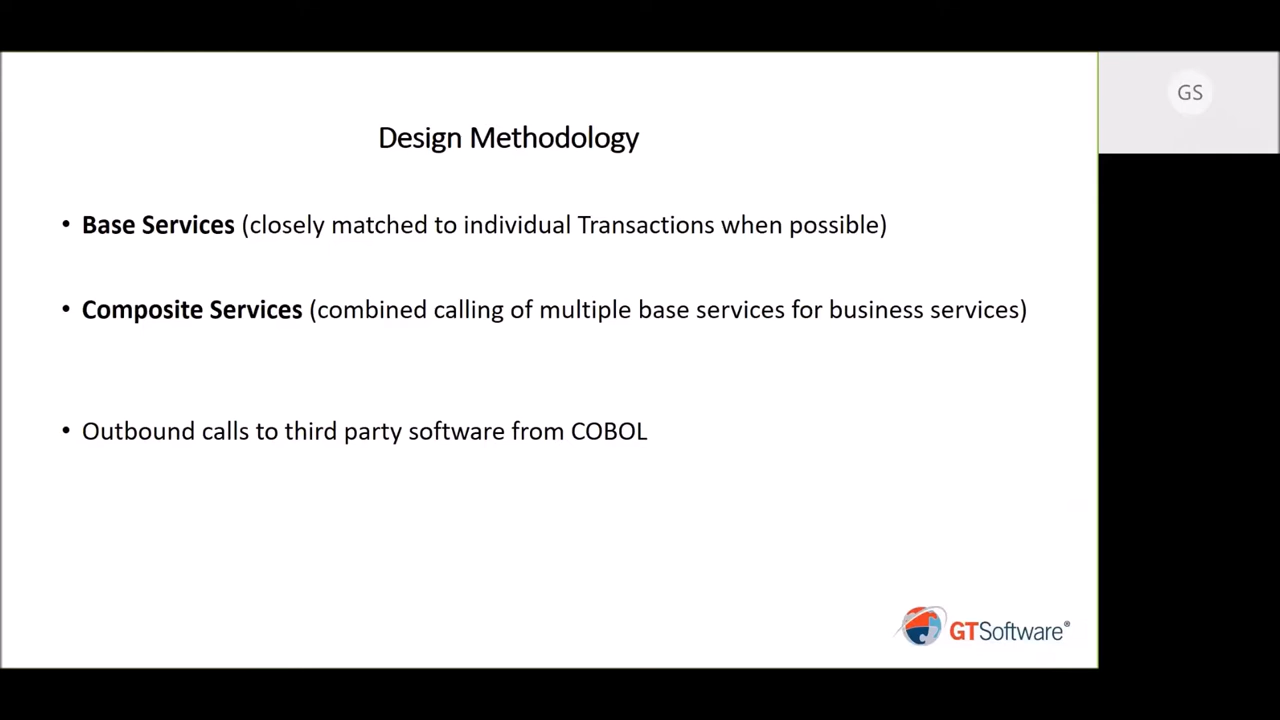 GS
Design Methodology
• Base Services (closely matched to individual Transactions when possible)
• Composite Services (combined calling of multiple base services for business services)
• Outbound calls to third party software from COBOL
GTSoftware®